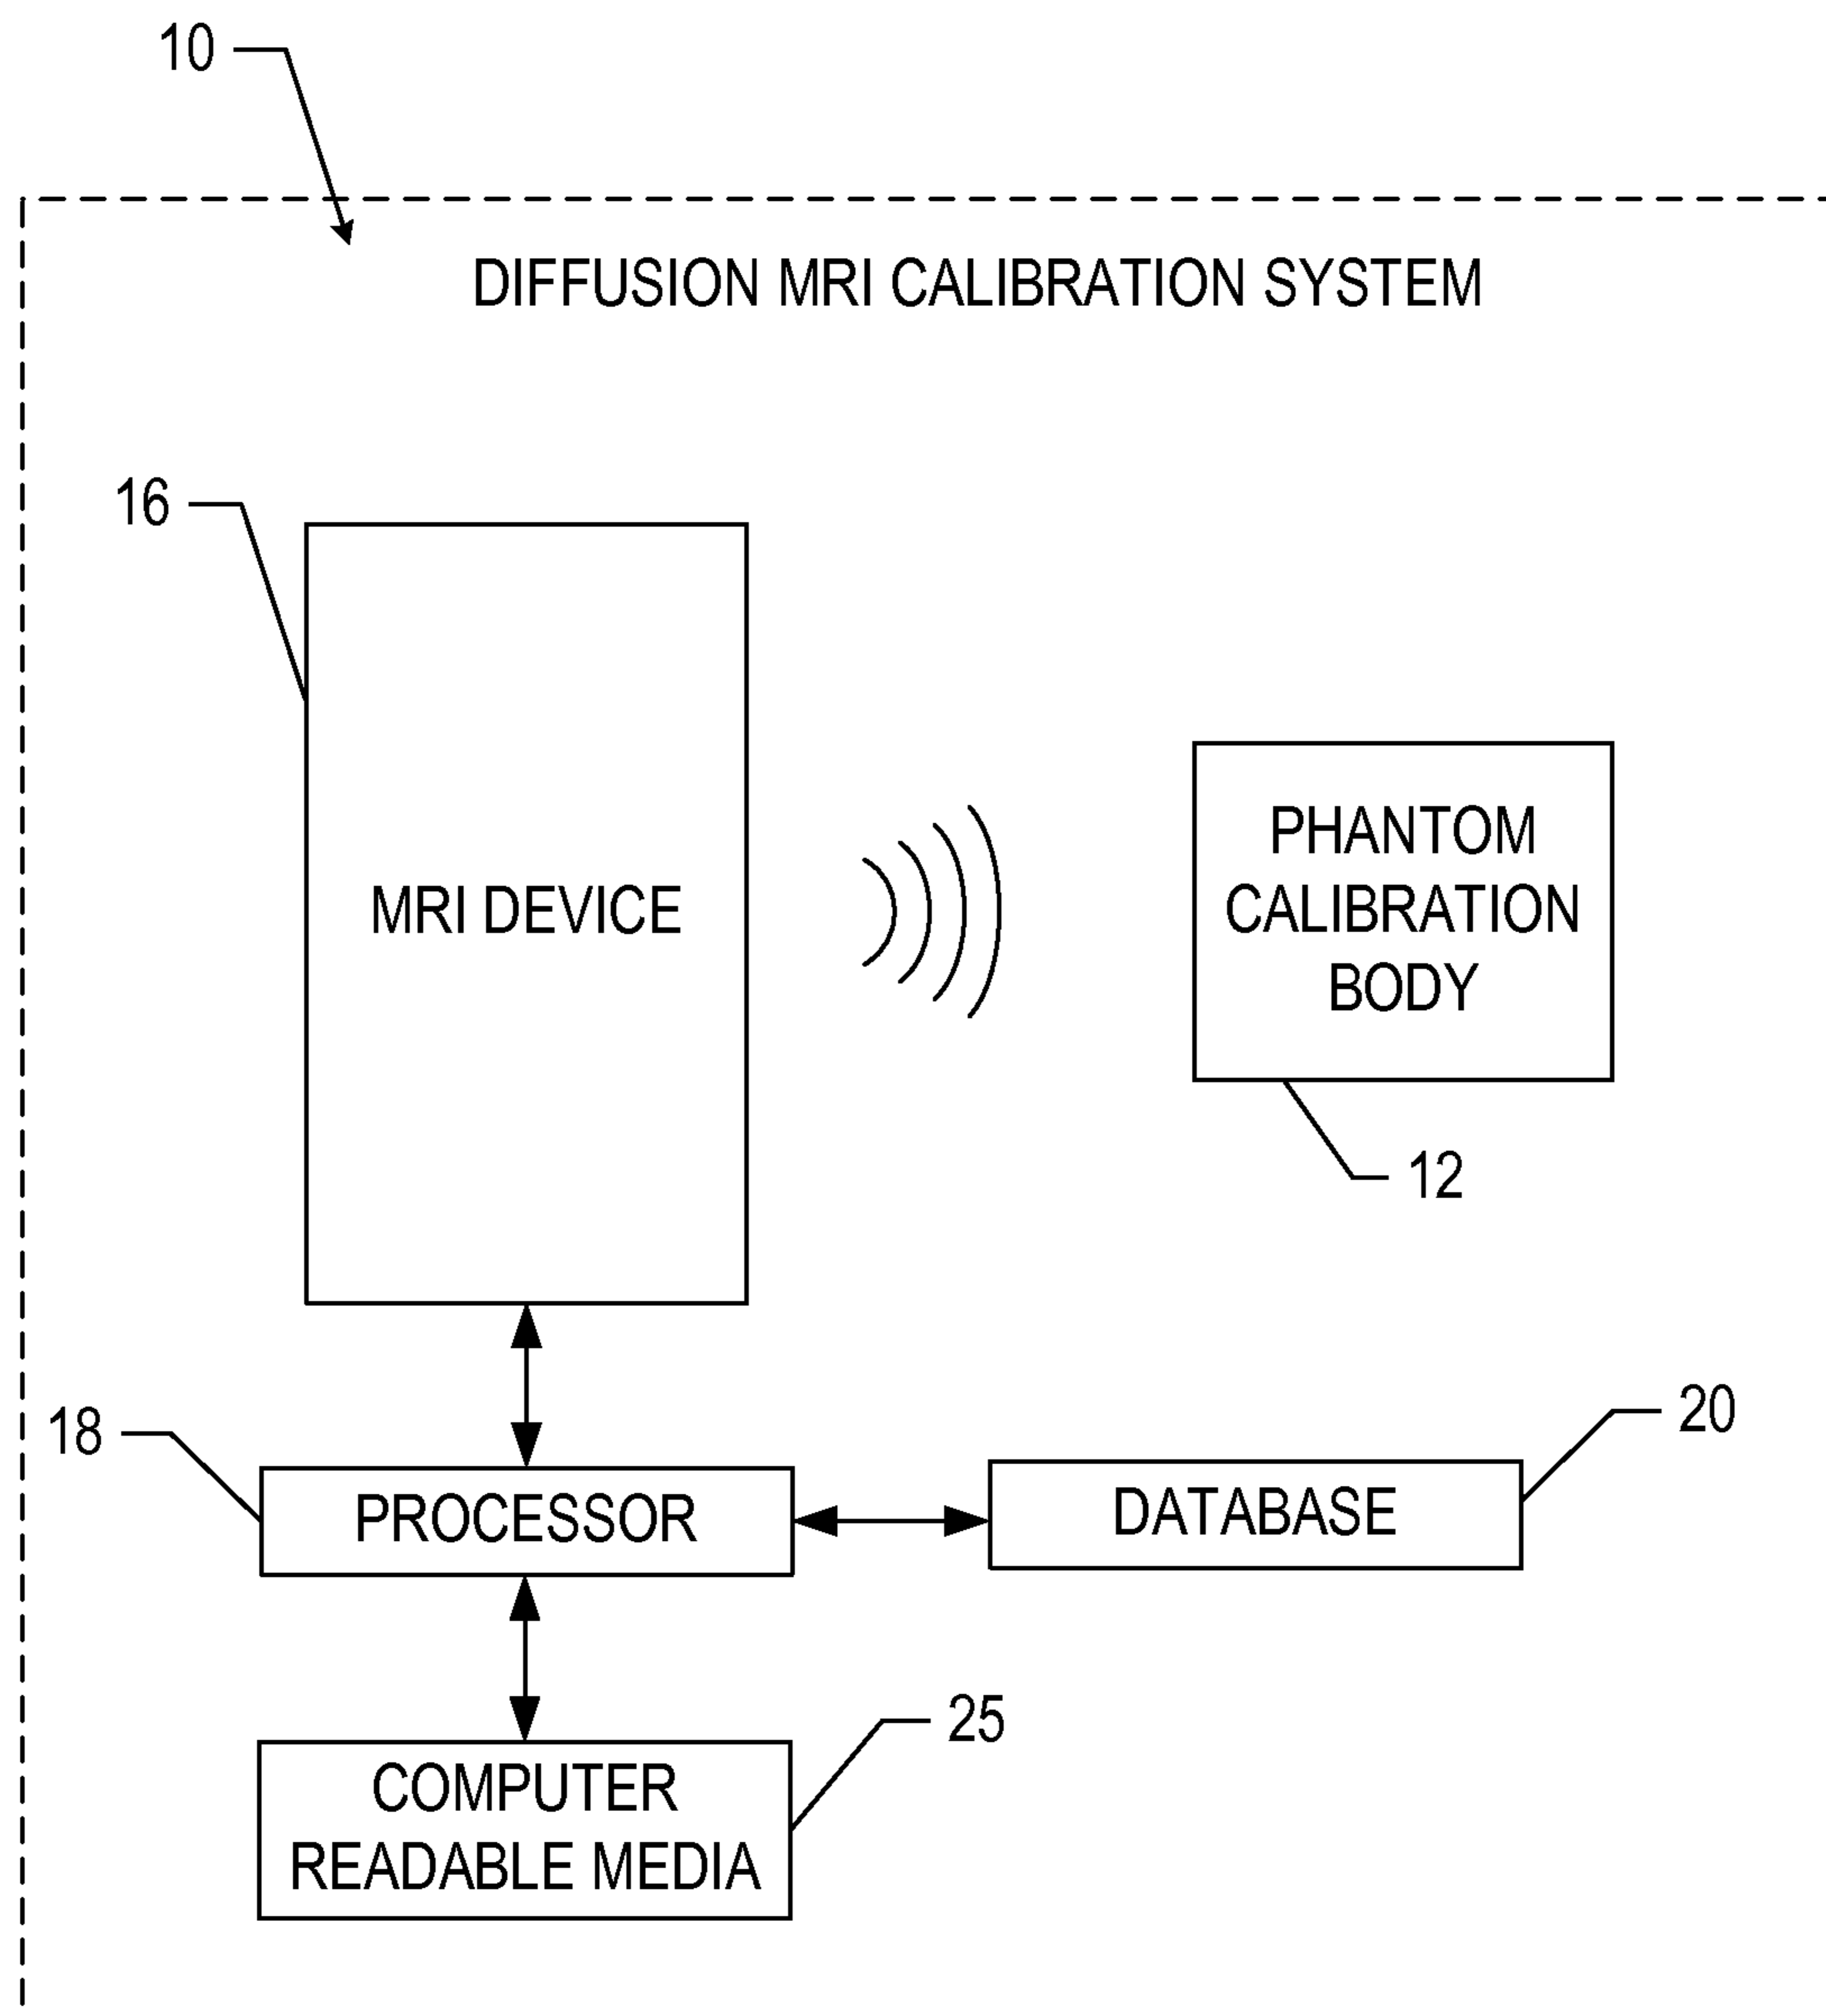 10
DIFFUSION MRI CALIBRATION SYSTEM
16
MRI DEVICE
PHANTOM
CALIBRATION
BODY
12
18
PROCESSOR
DATABASE
20
25
COMPUTER
READABLE MEDIA